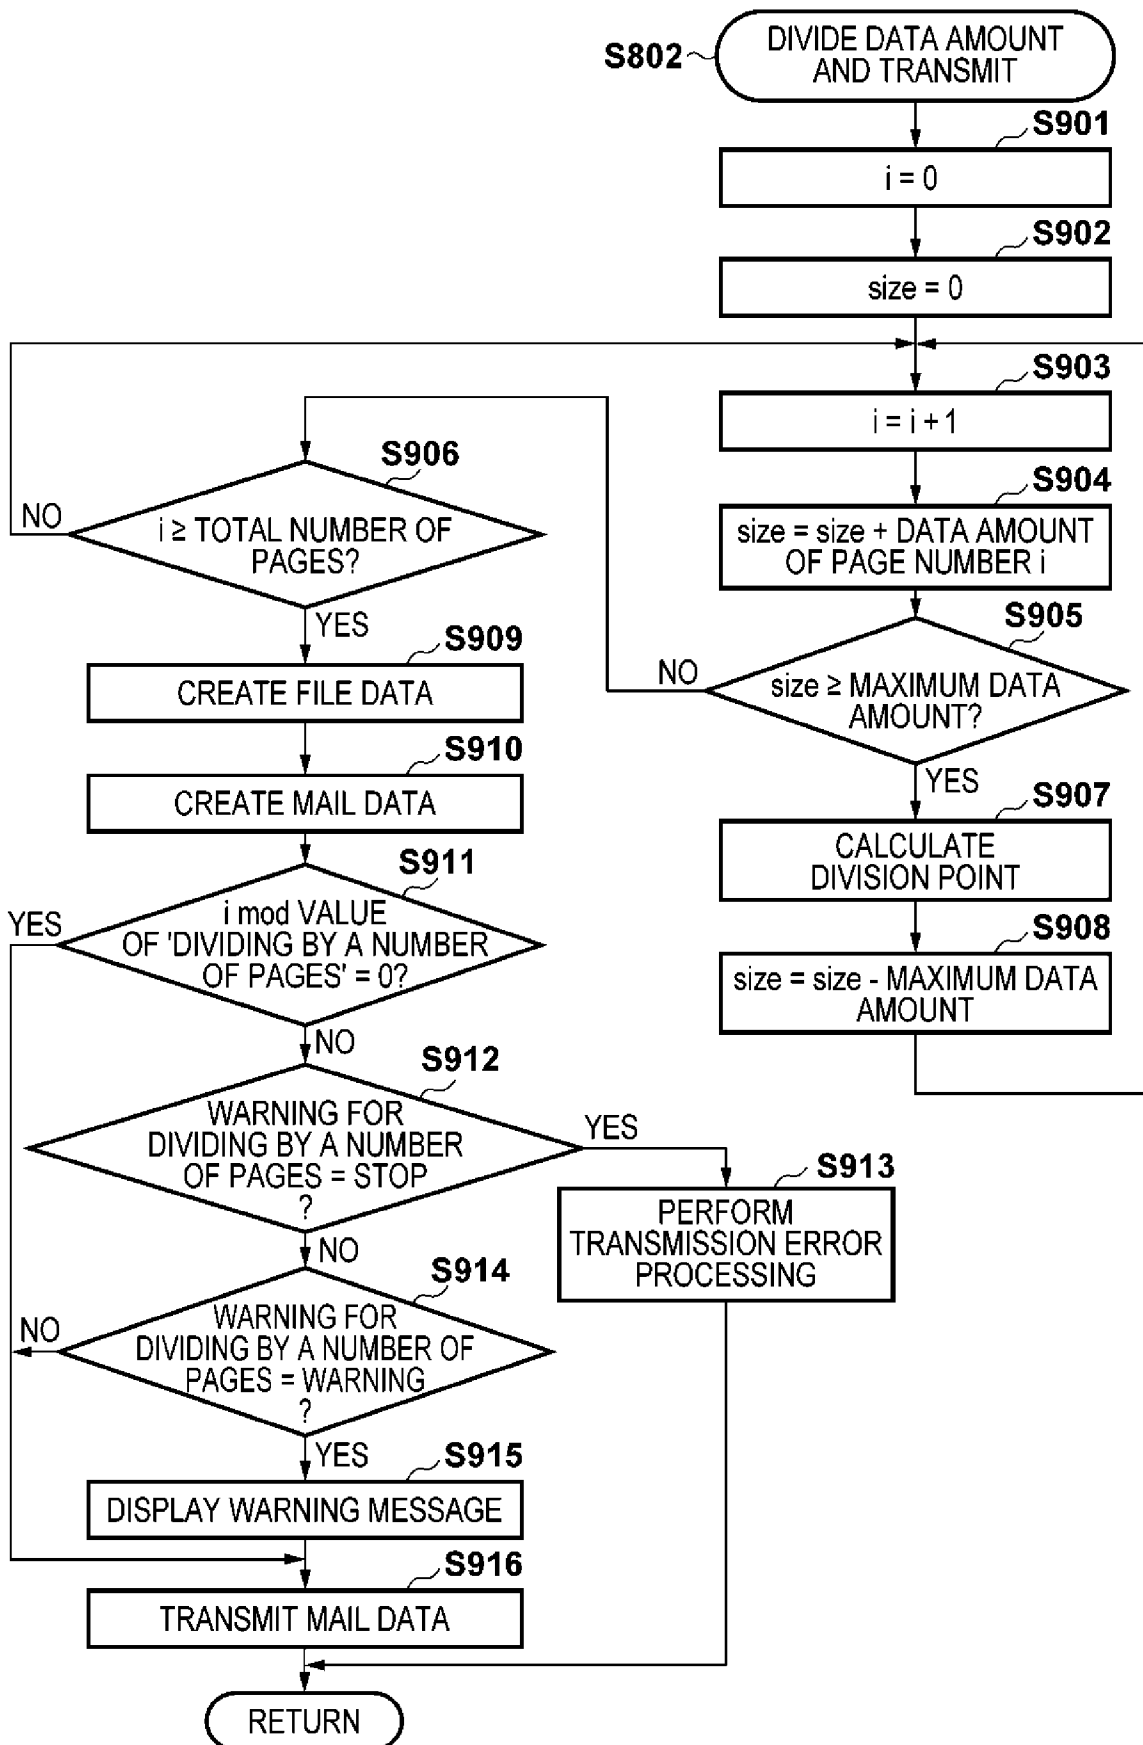 S802
DIVIDE DATA AMOUNT
AND TRANSMIT
S901
i = 0
S902
size = 0
S903
i = i + 1
S904
size = size + DATA AMOUNT
OF PAGE NUMBER i
S905
size ≥ MAXIMUM DATA
AMOUNT?
NO
YES
S907
CALCULATE
DIVISION POINT
S908
size = size - MAXIMUM DATA
AMOUNT
S906
i ≥ TOTAL NUMBER OF
PAGES?
NO
YES
S909
CREATE FILE DATA
S910
CREATE MAIL DATA
S911
i mod VALUE
OF 'DIVIDING BY A NUMBER
OF PAGES' = 0?
YES
NO
S912
WARNING FOR
DIVIDING BY A NUMBER
OF PAGES = STOP
?
YES
NO
S913
PERFORM
TRANSMISSION ERROR
PROCESSING
S914
WARNING FOR
DIVIDING BY A NUMBER OF
PAGES = WARNING
?
NO
YES
S915
DISPLAY WARNING MESSAGE
S916
TRANSMIT MAIL DATA
RETURN